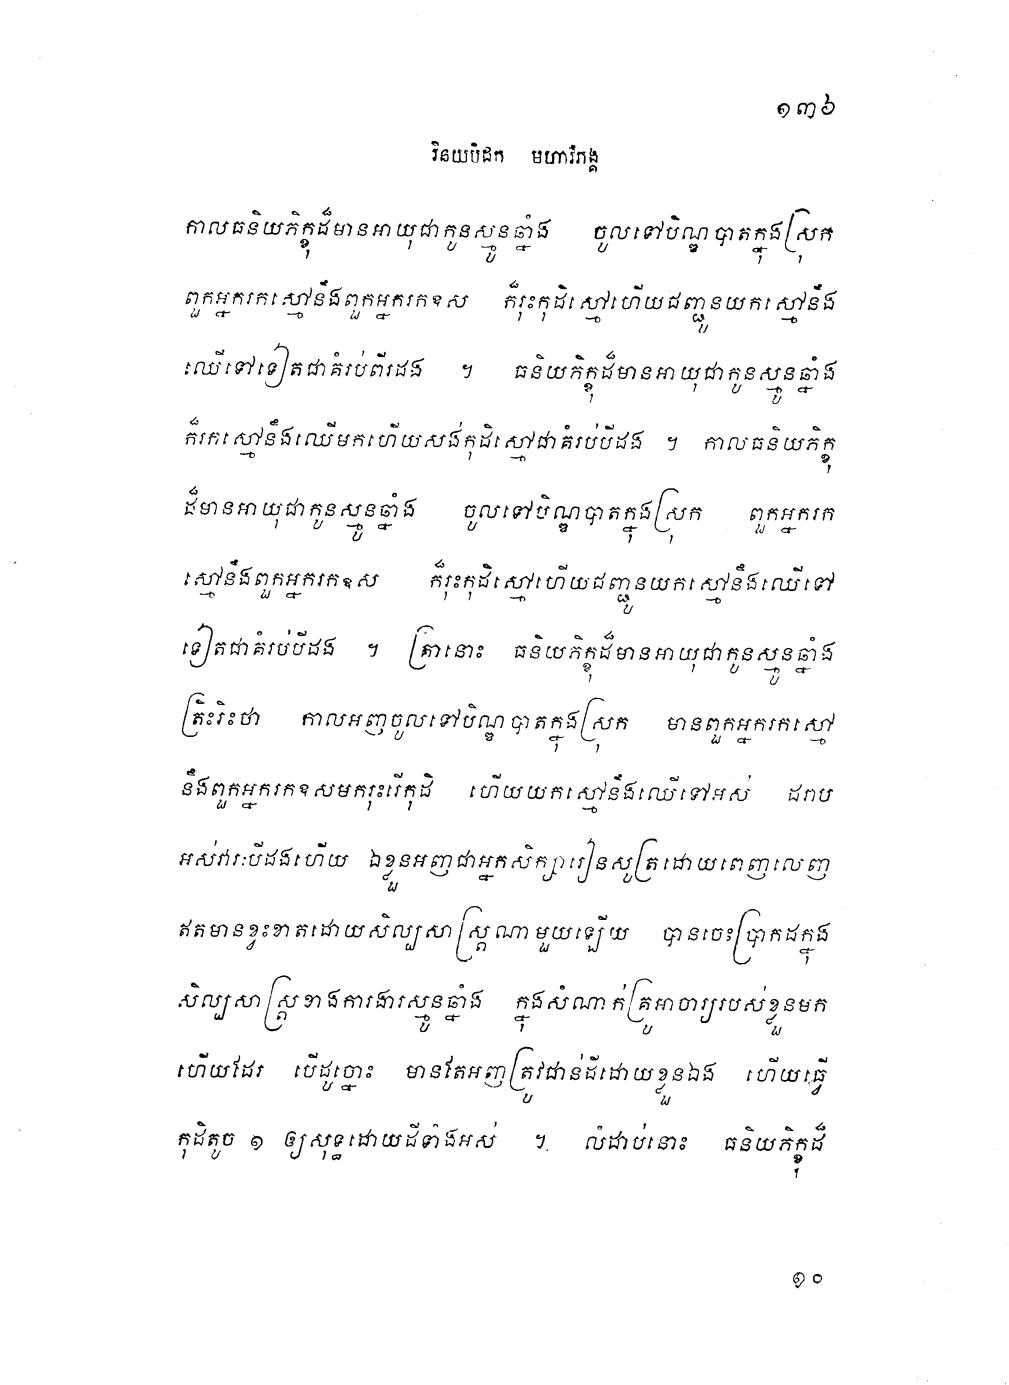 ១៣៦
វិនយបិដក មហាវិភង្គ
កាលធនិយភិក្ខុដ៏មានអាយុជាកូនស្មូនឆ្នាំង ចូលទៅបិណ្ឌបាតក្នុងស្រុក
ពួកអ្នករកស្មៅនឹងពួកអ្នករកឧស ក៏រុះកុដិស្មៅហើយជញ្ជូនយកស្មៅនឹង
ឈើទៅទៀតជាគំរប់ពីរដង ។ ធនិយភិក្ខុដ៏មានអាយុជាកូនស្មូនឆ្នាំង
ក៏រកស្មៅនឹងឈើមកហើយសង់កុដិស្មៅជាគំរប់បីដង ។ កាលធនិយភិក្ខុ
ដ៏មានអាយុជាកូនស្មូនឆ្នាំង ចូលទៅបិណ្ឌបាតក្នុងស្រុក ពួកអ្នករក
ស្មៅនឹងពួកអ្នករកឧស ក៏រុះកុដិស្មៅហើយជញ្ជូនយកស្មៅនឹងឈើទៅ
ទៀតជាគំរប់បីដង ។ គ្រានោះ ធនិយភិក្ខុដ៏មានអាយុជាកូនស្មូនឆ្នាំង
ត្រិះរិះថា កាលអញចូលទៅបិណ្ឌបាតក្នុងស្រុក មានពួកអ្នករកស្មៅ
នឹងពួកអ្នករកឧសមករុះរើកុដិ ហើយយកស្មៅនឹងឈើទៅអស់ ដរាប
អស់វារៈបីដងហើយ ឯខ្លួនអញជាអ្នកសិក្សារៀនសូត្រដោយពេញលេញ
ឥតមានខ្វះខាតដោយសិល្បសាស្ត្រណាមួយឡើយ បានចេះប្រាកដក្នុង
សិល្បសាស្ត្រខាងការងារស្មូនឆ្នាំង ក្នុងសំណាក់គ្រូអាចារ្យរបស់ខ្លួនមក
ហើយដែរ បើដូច្នោះ មានតែអញត្រូវជាន់ដីដោយខ្លួនឯង ហើយធ្វើ
កុដិតូច ១ ឲ្យសុទ្ធដោយដីទាំងអស់ ។ លំដាប់នោះ ធនិយភិក្ខុដ៏
១០